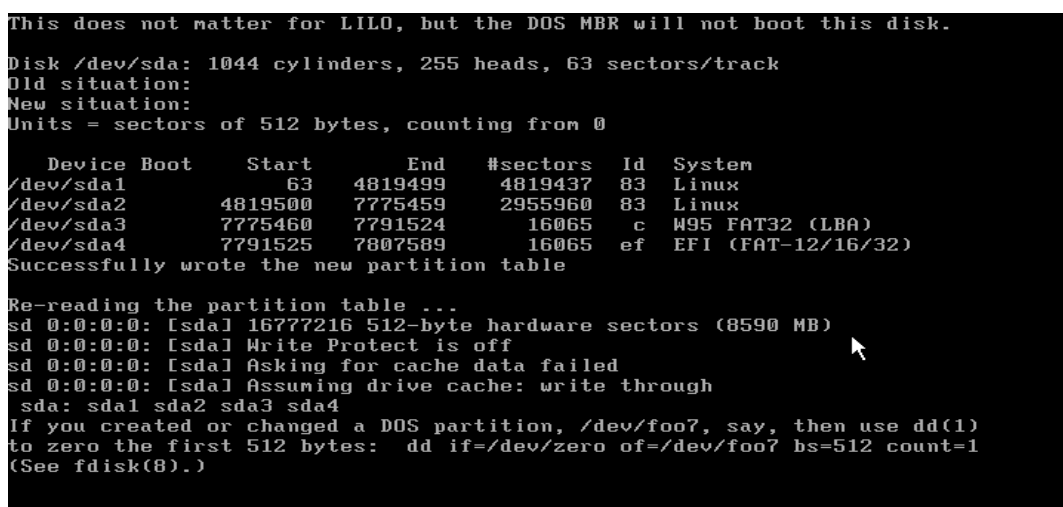 This does not matter for LILO, but the DOS MBR will not boot this disk.
Disk /dev/sda: 1044 cylinders, 255 heads, 63 sectors/track
Old situation:
New situation:
Units = sectors of 512 bytes, counting from 0
   Device Boot    Start       End   #sectors  Id  System
/dev/sda1            63   4819499    4819437  83  Linux
/dev/sda2       4819500   7775459    2955960  83  Linux
/dev/sda3       7775460   7791524      16065   c  W95 FAT32 (LBA)
/dev/sda4       7791525   7807589      16065  ef  EFI (FAT-12/16/32)
Successfully wrote the new partition table
Re-reading the partition table ...
sd 0:0:0:0: [sda] 16777216 512-byte hardware sectors (8590 MB)
sd 0:0:0:0: [sda] Write Protect is off
sd 0:0:0:0: [sda] Asking for cache data failed
sd 0:0:0:0: [sda] Assuming drive cache: write through
 sda: sda1 sda2 sda3 sda4
If you created or changed a DOS partition, /dev/foo7, say, then use dd(1)
to zero the first 512 bytes:  dd if=/dev/zero of=/dev/foo7 bs=512 count=1
(See fdisk(8).)